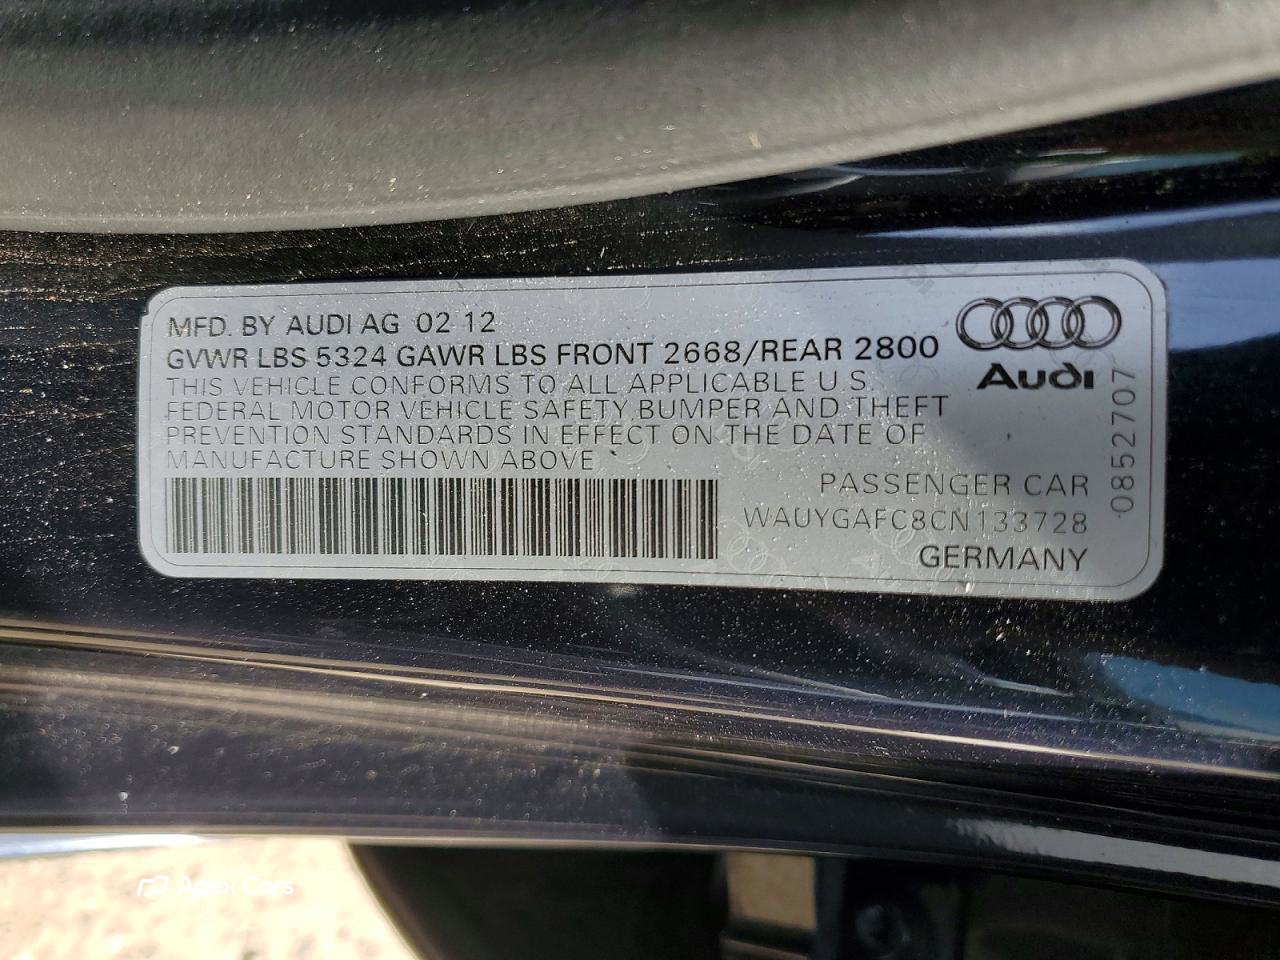 MFD. BY AUDI AG 02 12
GVWR LBS 5324 GAWR LBS FRONT 2668/REAR 2800
THIS VEHICLE CONFORMS TO ALL APPLICABLE U.S.
FEDERAL MOTOR VEHICLE SAFETY, BUMPER AND THEFT
PREVENTION STANDARDS IN EFFECT ON THE DATE OF
MANUFACTURE SHOWN ABOVE
Audi
0852707
PASSENGER CAR
WAUYGAFC8CN133728
GERMANY
Apex Cars